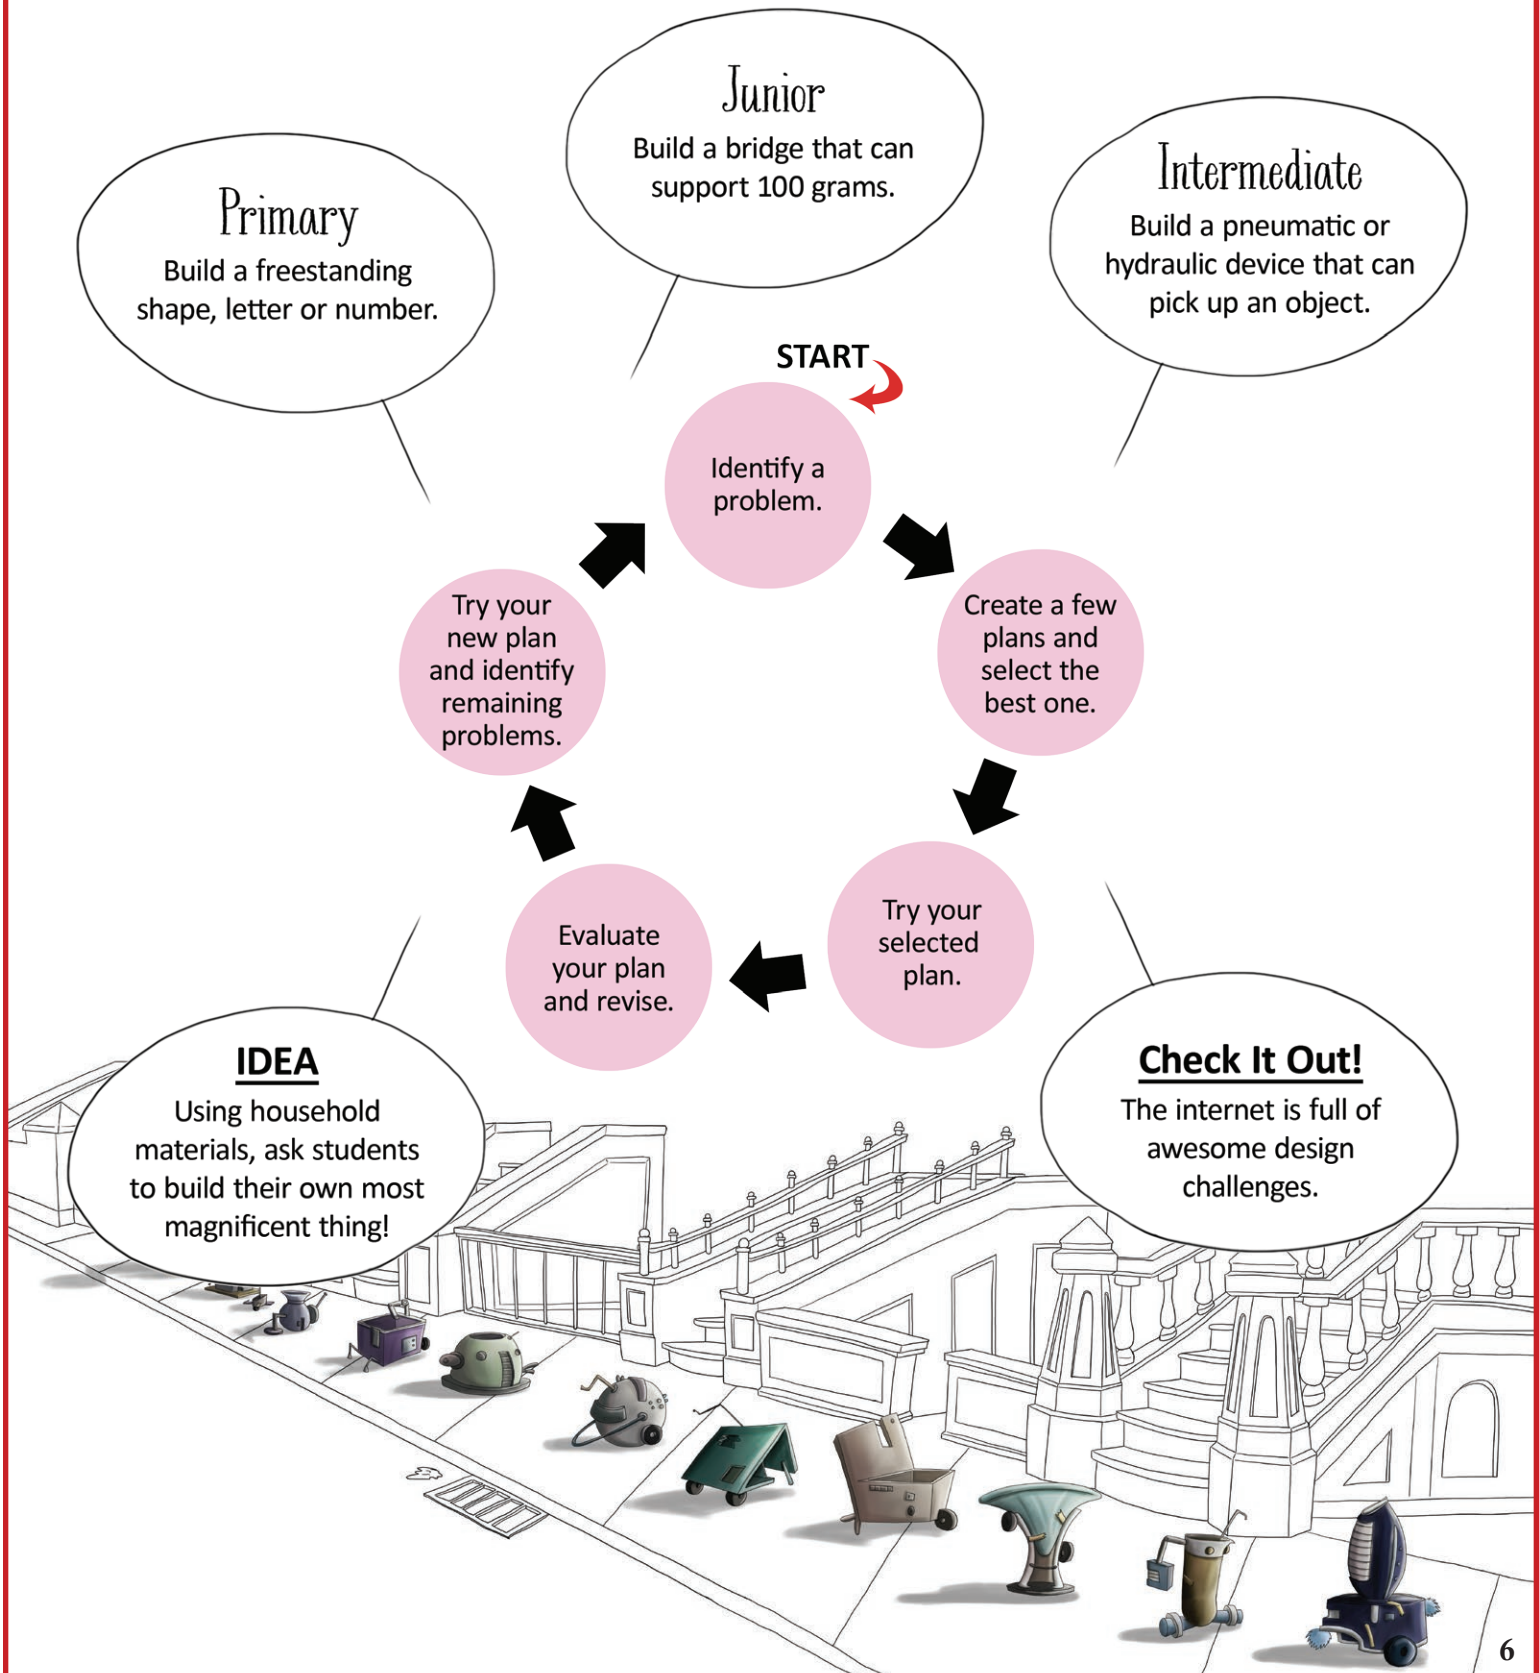 Junior
Build a bridge that can
support 100 grams.
Primary
Build a freestanding
shape, letter or number.
Intermediate
Build a pneumatic or
hydraulic device that can
pick up an object.
START
Identify a
problem.
Create a few
plans and
select the
best one.
Try your
selected
plan.
Evaluate
your plan
and revise.
Try your
new plan
and identify
remaining
problems.
IDEA
Using household
materials, ask students
to build their own most
magnificent thing!
Check It Out!
The internet is full of
awesome design
challenges.
6